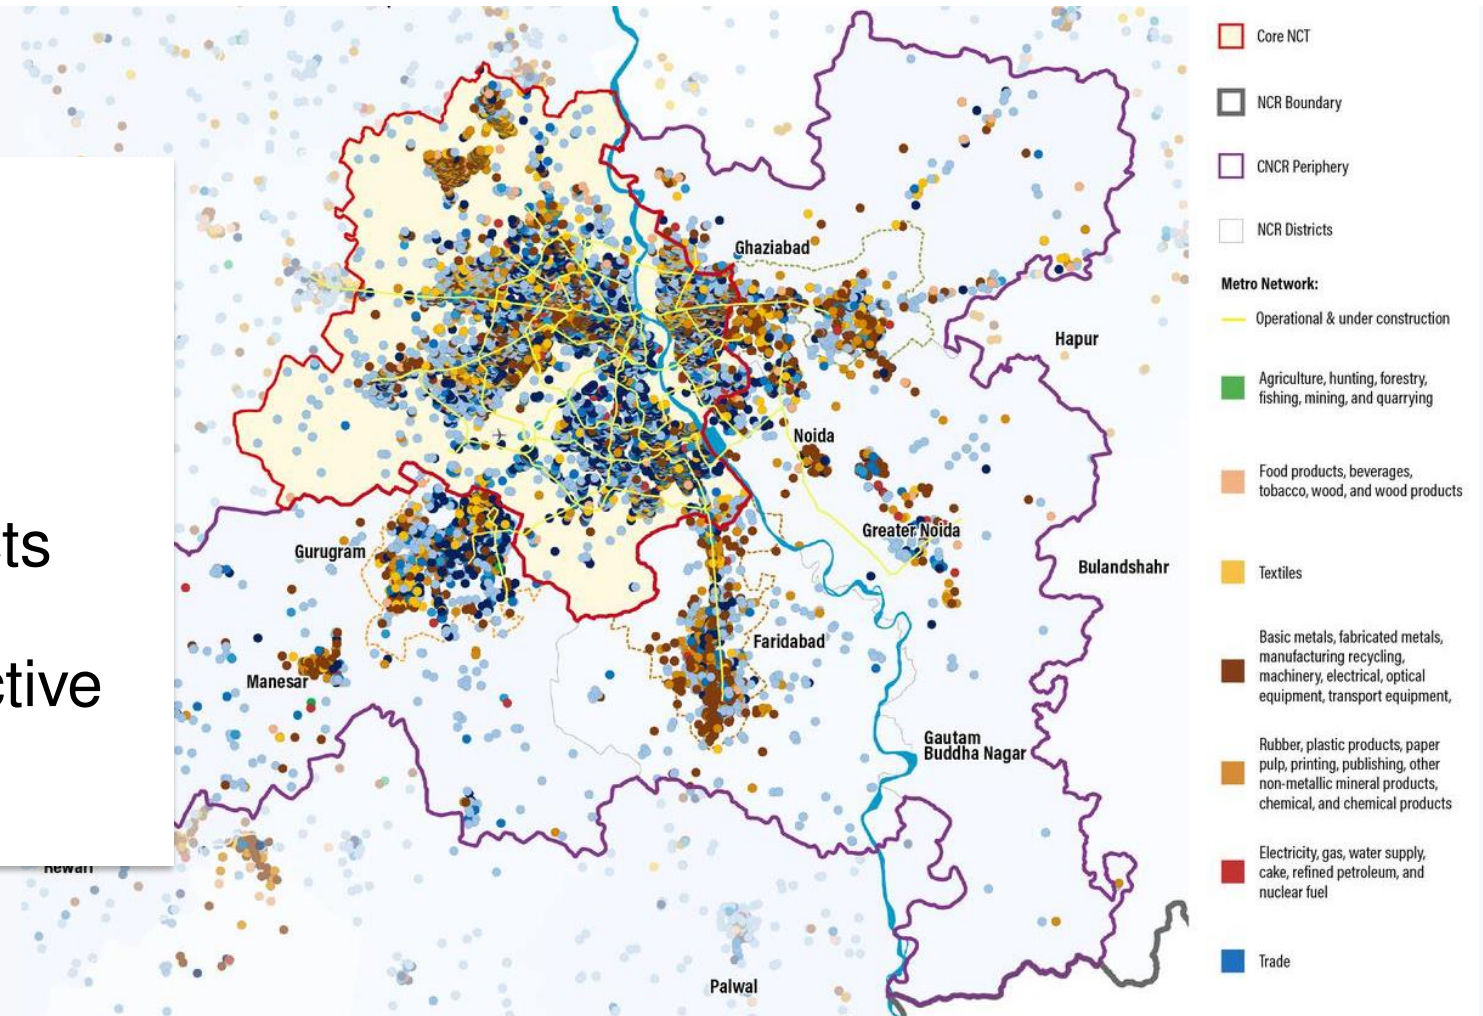 sts
ctive
Ghaziabad
Hapur
Noida
Greater Noida
Gurugram
Bulandshahr
Faridabad
Manesar
Gautam
Buddha Nagar
Rewari
Palwal
Core NCT
NCR Boundary
CNCR Periphery
NCR Districts
Metro Network:
Operational & under construction
Agriculture, hunting, forestry,
fishing, mining, and quarrying
Food products, beverages,
tobacco, wood, and wood products
Textiles
Basic metals, fabricated metals,
manufacturing recycling,
machinery, electrical, optical
equipment, transport equipment,
Rubber, plastic products, paper
pulp, printing, publishing, other
non-metallic mineral products,
chemical, and chemical products
Electricity, gas, water supply,
cake, refined petroleum, and
nuclear fuel
Trade